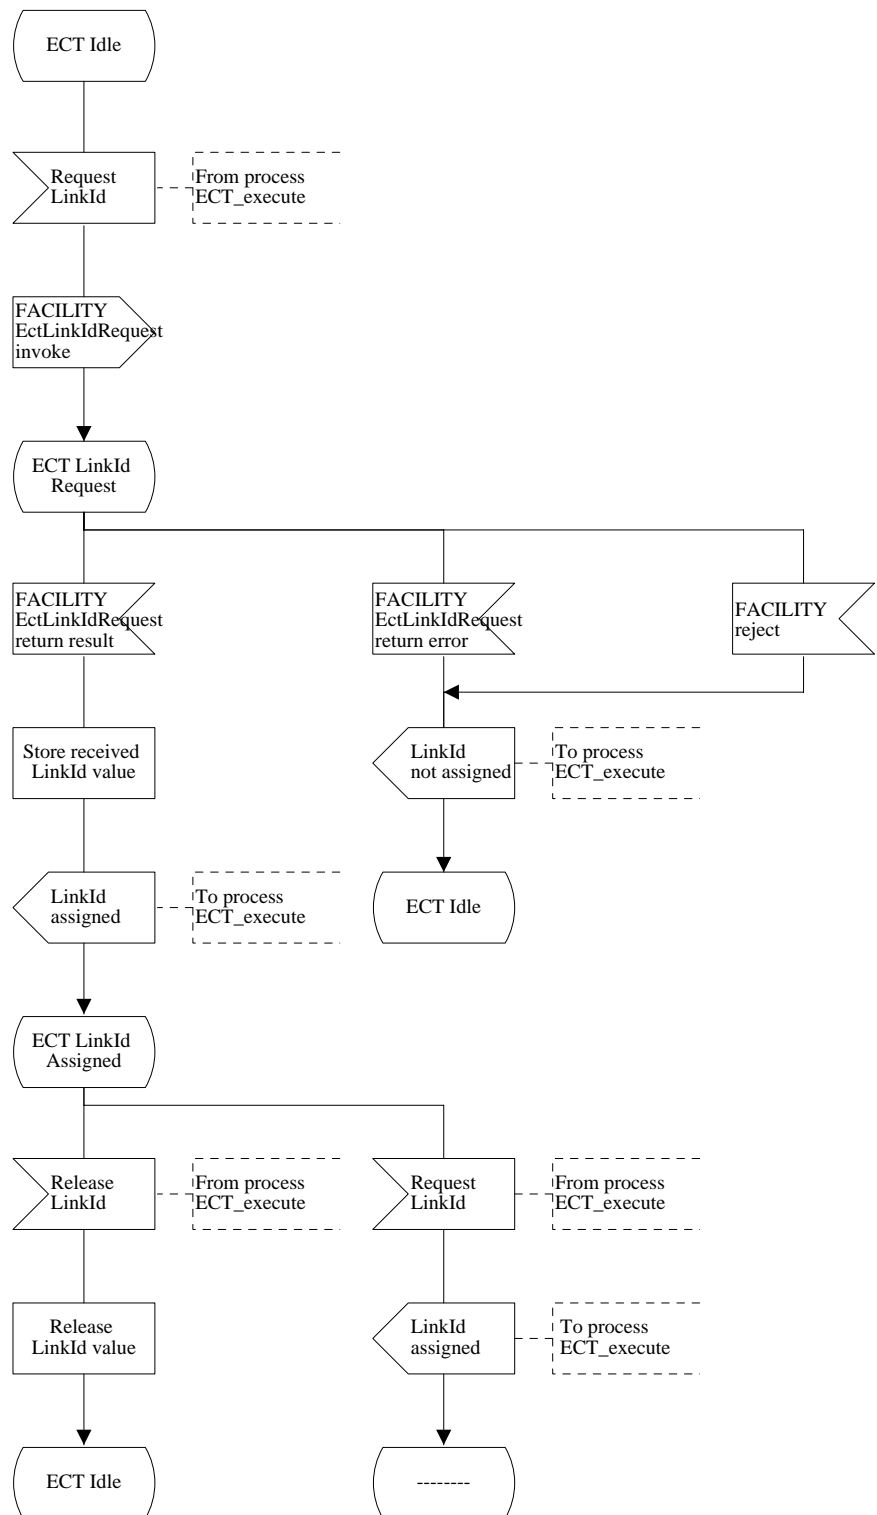 ECT Idle
Request
LinkId
From process
ECT_execute
FACILITY
EctLinkIdRequest
invoke
ECT LinkId
Request
FACILITY
EctLinkIdRequest
return result
FACILITY
EctLinkIdRequest
return error
FACILITY
reject
Store received
LinkId value
LinkId
not assigned
To process
ECT_execute
LinkId
assigned
To process
ECT_execute
ECT Idle
ECT LinkId
Assigned
Release
LinkId
From process
ECT_execute
Request
LinkId
From process
ECT_execute
Release
LinkId value
LinkId
assigned
To process
ECT_execute
ECT Idle
--------